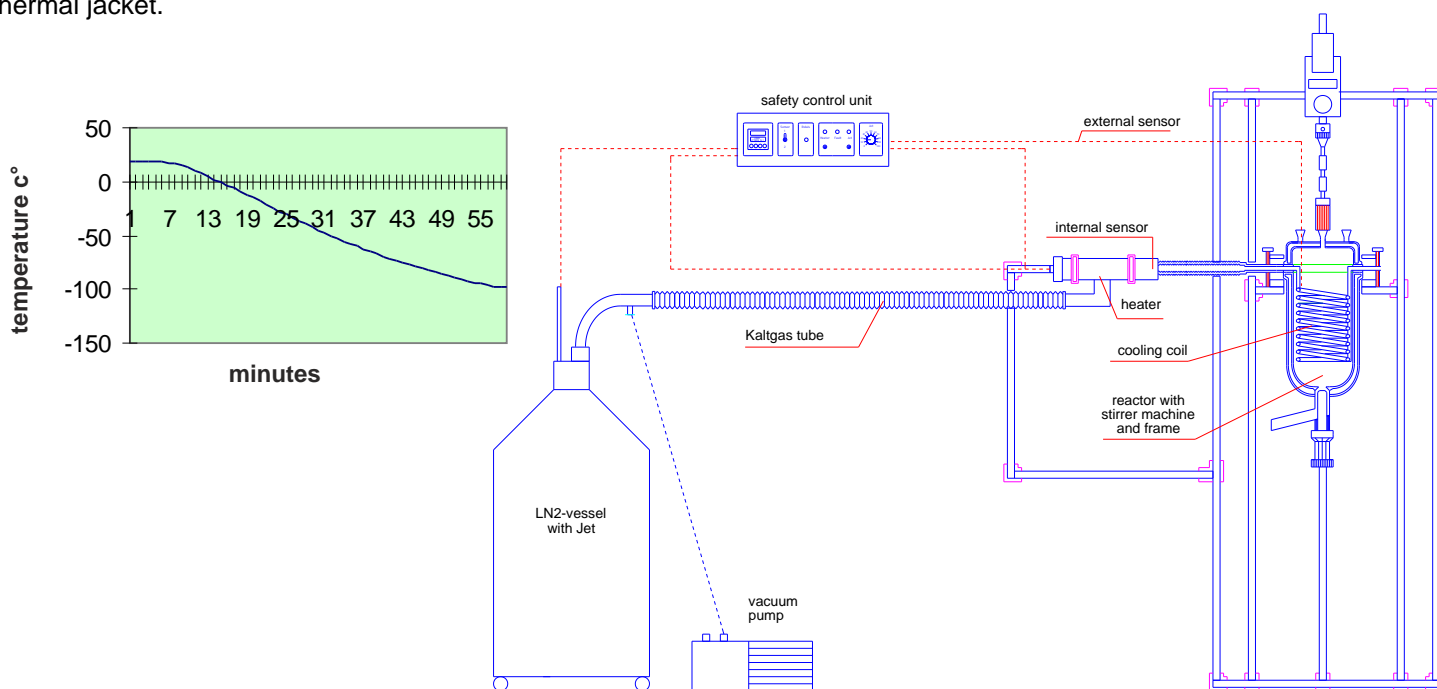 hermal jacket.
safety control unit
external sensor
50
0
-50
-100
-150
1 7 13 19 25 31 37 43 49 55
temperature c°
minutes
internal sensor
heater
Kaltgas tube
cooling coil
reactor with
stirrer machine
and frame
LN2-vessel
with Jet
vacuum
pump